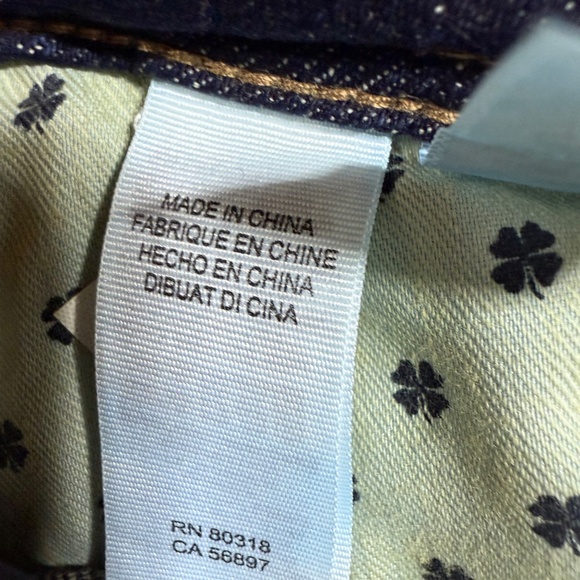 MADE IN CHINA
FABRIQUE EN CHINE
HECHO EN CHINA
DIBUAT DI CINA
RN 80318
CA 56897